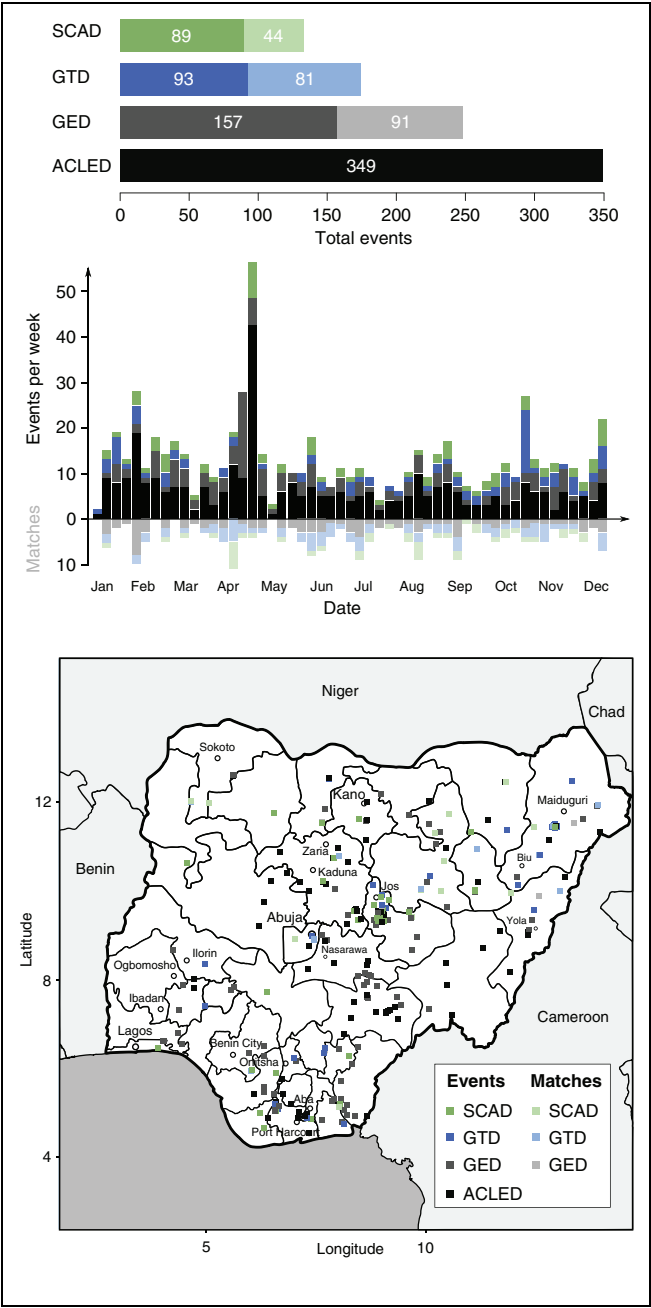 SCAD 89 44
GTD 93 81
GED 157 91
ACLED 349
0 50 100 150 200 250 300 350
Total events
Events per week
Matches
50
40
30
20
10
0
10
Jan Feb Mar Apr May Jun Jul Aug Sep Oct Nov Dec
Date
Niger
Chad
Sokoto
Kano
Maiduguri
12
Zaria
Biu
Kaduna
Benin
Jos
Abuja
Yola
Latitude
Nasarawa
Ilorin
Ogbomosho
8
Ibadan
Cameroon
Lagos
Benin City
Onitsha
Aba
Port Harcourt
4
Events Matches
SCAD SCAD
GTD GTD
GED GED
ACLED
5 10
Longitude